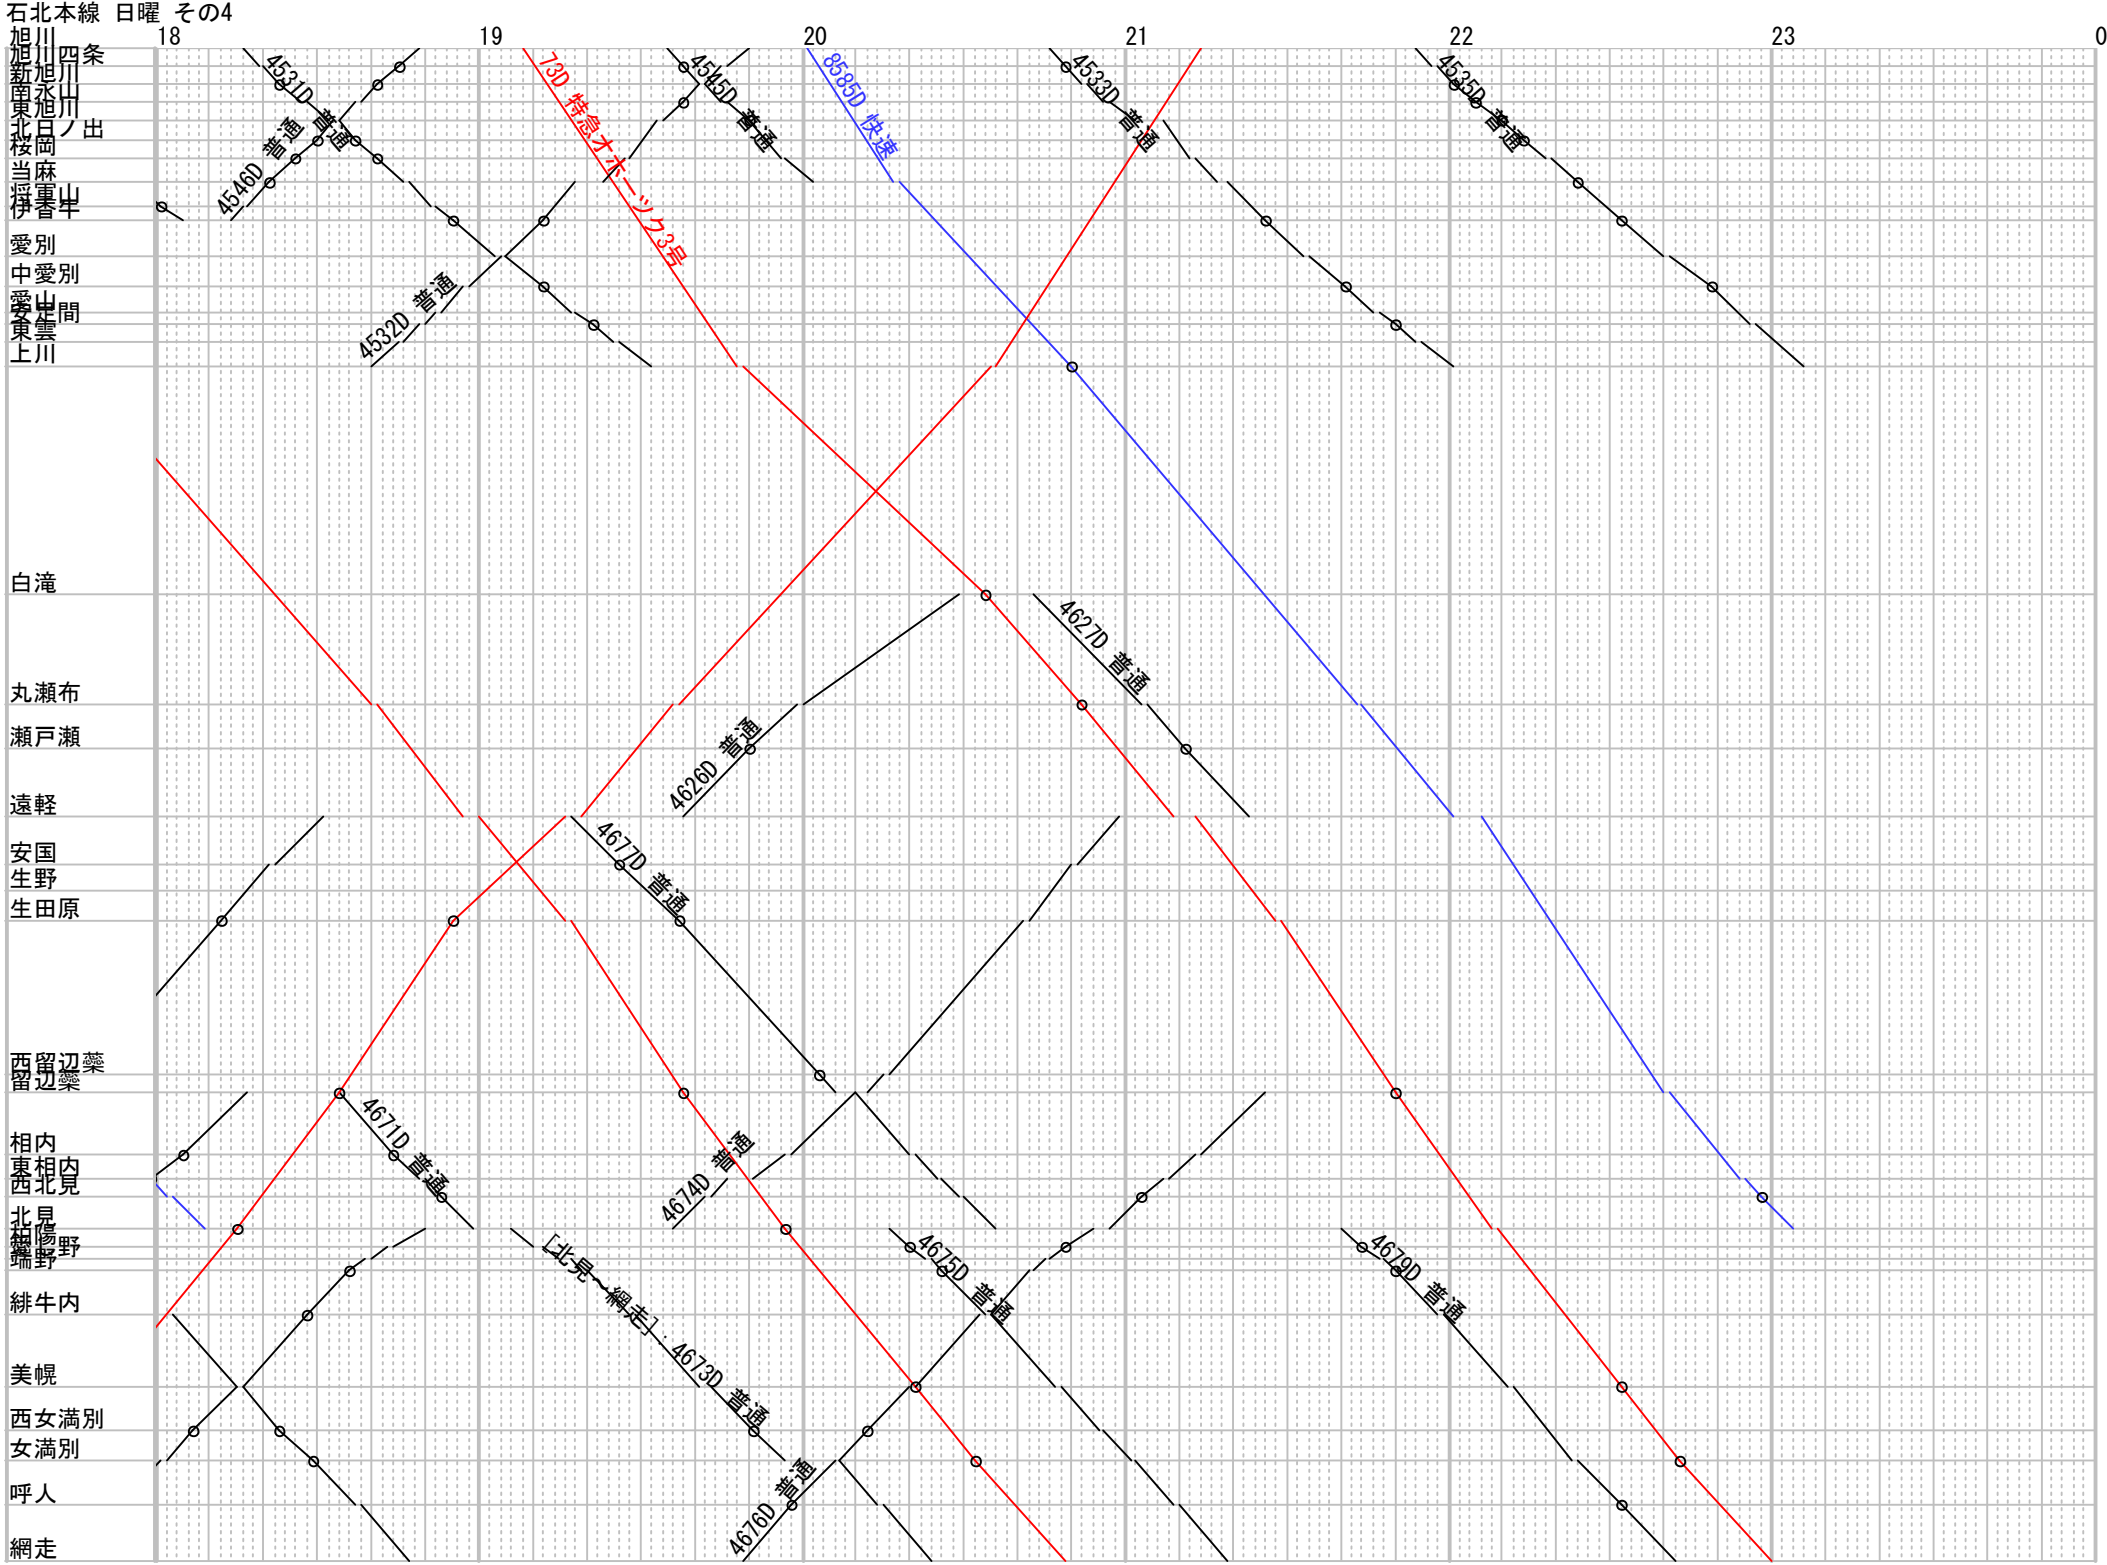 石北本線 日曜 その4
18 19 20 21 22 23 0
旭川
旭川四条
新旭川
南永山
東旭川
北日ノ出
桜岡
当麻
将軍山
伊香牛
愛別
中愛別
愛山
安足間
東雲
上川
白滝
丸瀬布
瀬戸瀬
遠軽
安国
生野
生田原
西留辺蘂
留辺蘂
相内
東相内
西北見
北見
柏陽
愛し野
端野
緋牛内
美幌
西女満別
女満別
呼人
網走
4531D 普通
4546D 普通
4532D 普通
73D 特急オホーツク3号
4545D 普通
8585D 快速
4533D 普通
4535D 普通
4627D 普通
4626D 普通
4677D 普通
4671D 普通
4674D 普通
[北見~網走]:4673D 普通
4675D 普通
4679D 普通
4676D 普通